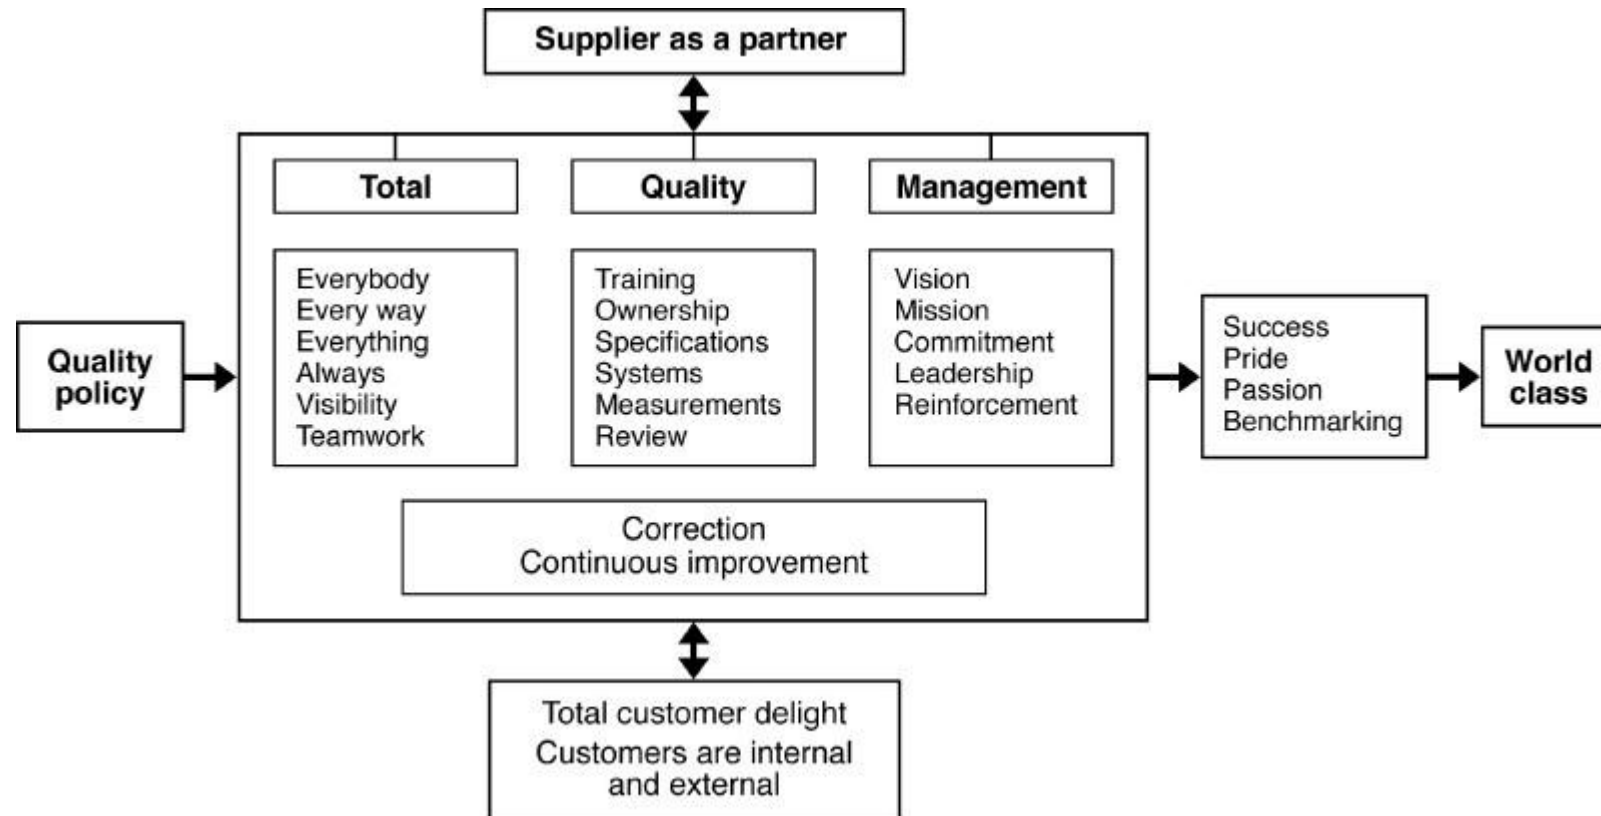 Supplier as a partner
Total
Quality
Management
Everybody
Every way
Everything
Always
Visibility
Teamwork
Training
Ownership
Specifications
Systems
Measurements
Review
Vision
Mission
Commitment
Leadership
Reinforcement
Quality
policy
Success
Pride
Passion
Benchmarking
World
class
Correction
Continuous improvement
Total customer delight
Customers are internal
and external